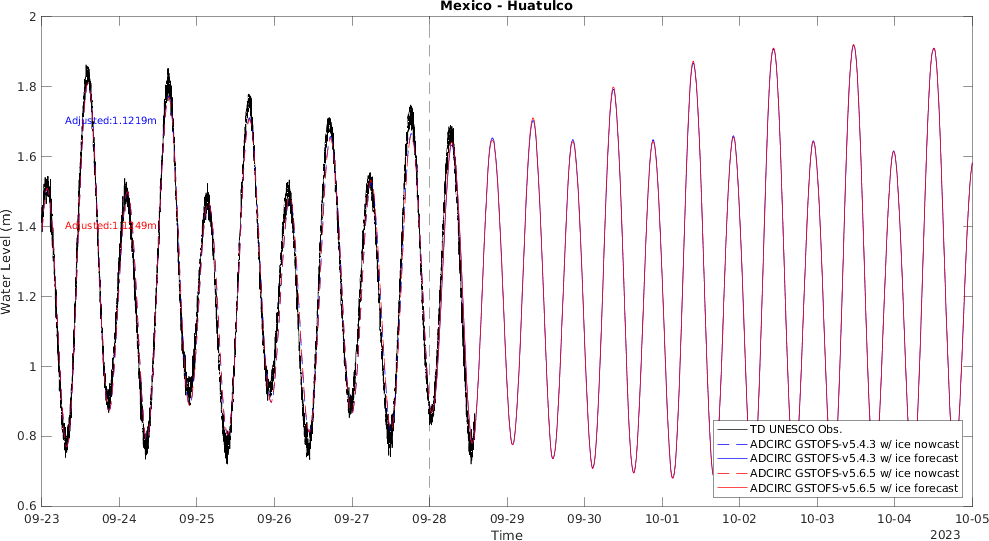 Mexico - Huatulco
2
1.8
1.6
1.4
1.2
1
0.8
0.6
Water Level (m)
Adjusted:1.1219m
Adjusted:1.1249m
TD UNESCO Obs.
ADCIRC GSTOFS-v5.4.3 w/ ice nowcast
ADCIRC GSTOFS-v5.4.3 w/ ice forecast
ADCIRC GSTOFS-v5.6.5 w/ ice nowcast
ADCIRC GSTOFS-v5.6.5 w/ ice forecast
09-23 09-24 09-25 09-26 09-27 09-28 09-29 09-30 10-01 10-02 10-03 10-04 10-05
Time
2023